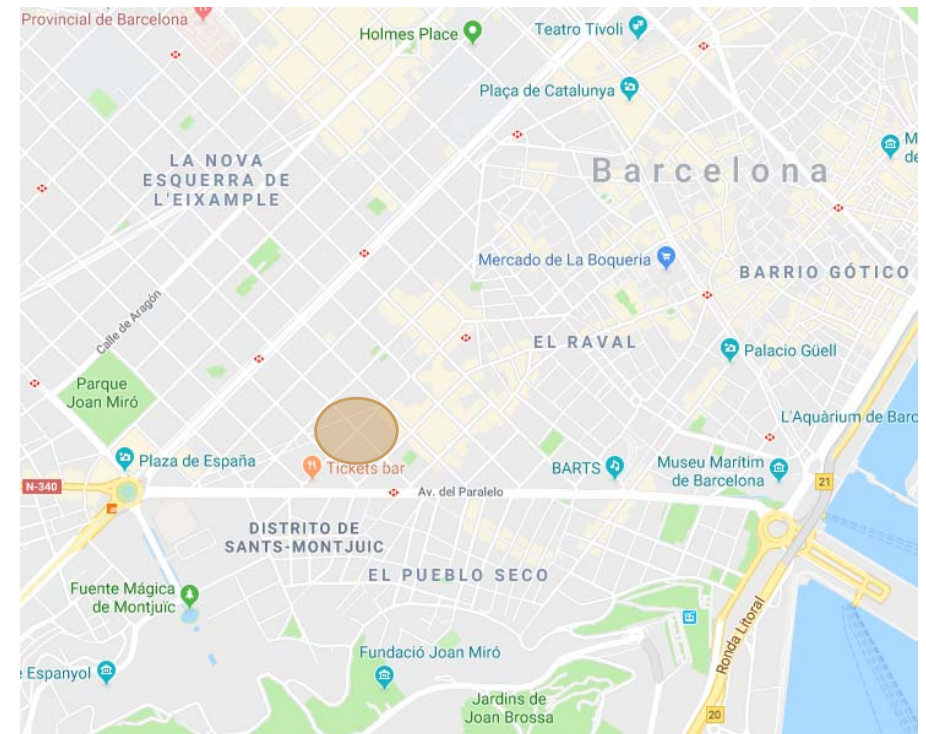 Provincial de Barcelona
Holmes Place
Teatro Tívoli
Plaça de Catalunya
M
de
LA NOVA
ESQUERRA DE
L'EIXAMPLE
Barcelona
Mercado de La Boqueria
BARRIO GÓTICO
Calle de Aragón
EL RAVAL
Palacio Güell
Parque
Joan Miró
L'Aquàrium de Barc
Plaza de España
Tickets bar
BARTS
Museu Marítim
de Barcelona
N-340
21
Av. del Paralelo
DISTRITO DE
SANTS-MONTJUIC
EL PUEBLO SECO
Fuente Mágica
de Montjuïc
Ronda Litoral
Fundació Joan Miró
e Espanyol
Jardins de
Joan Brossa
20